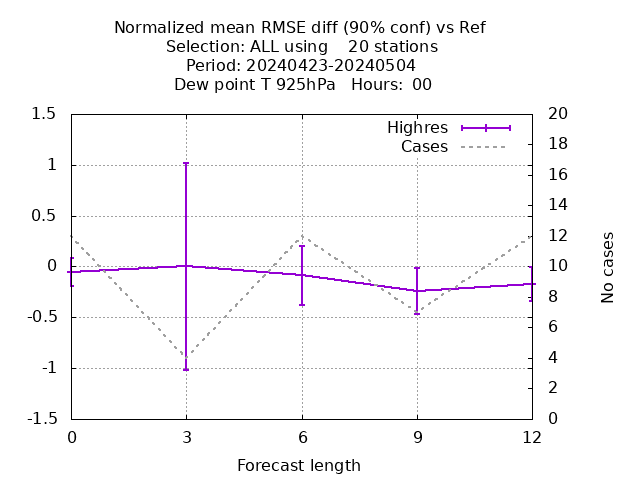 Normalized mean RMSE diff (90% conf) vs Ref
Selection: ALL using    20 stations
Period: 20240423-20240504
Dew point T 925hPa   Hours: 00
Highres
Cases
1.5
1
0.5
0
-0.5
-1
-1.5
20
18
16
14
12
10
8
6
4
2
0
No cases
0
3
6
9
12
Forecast length